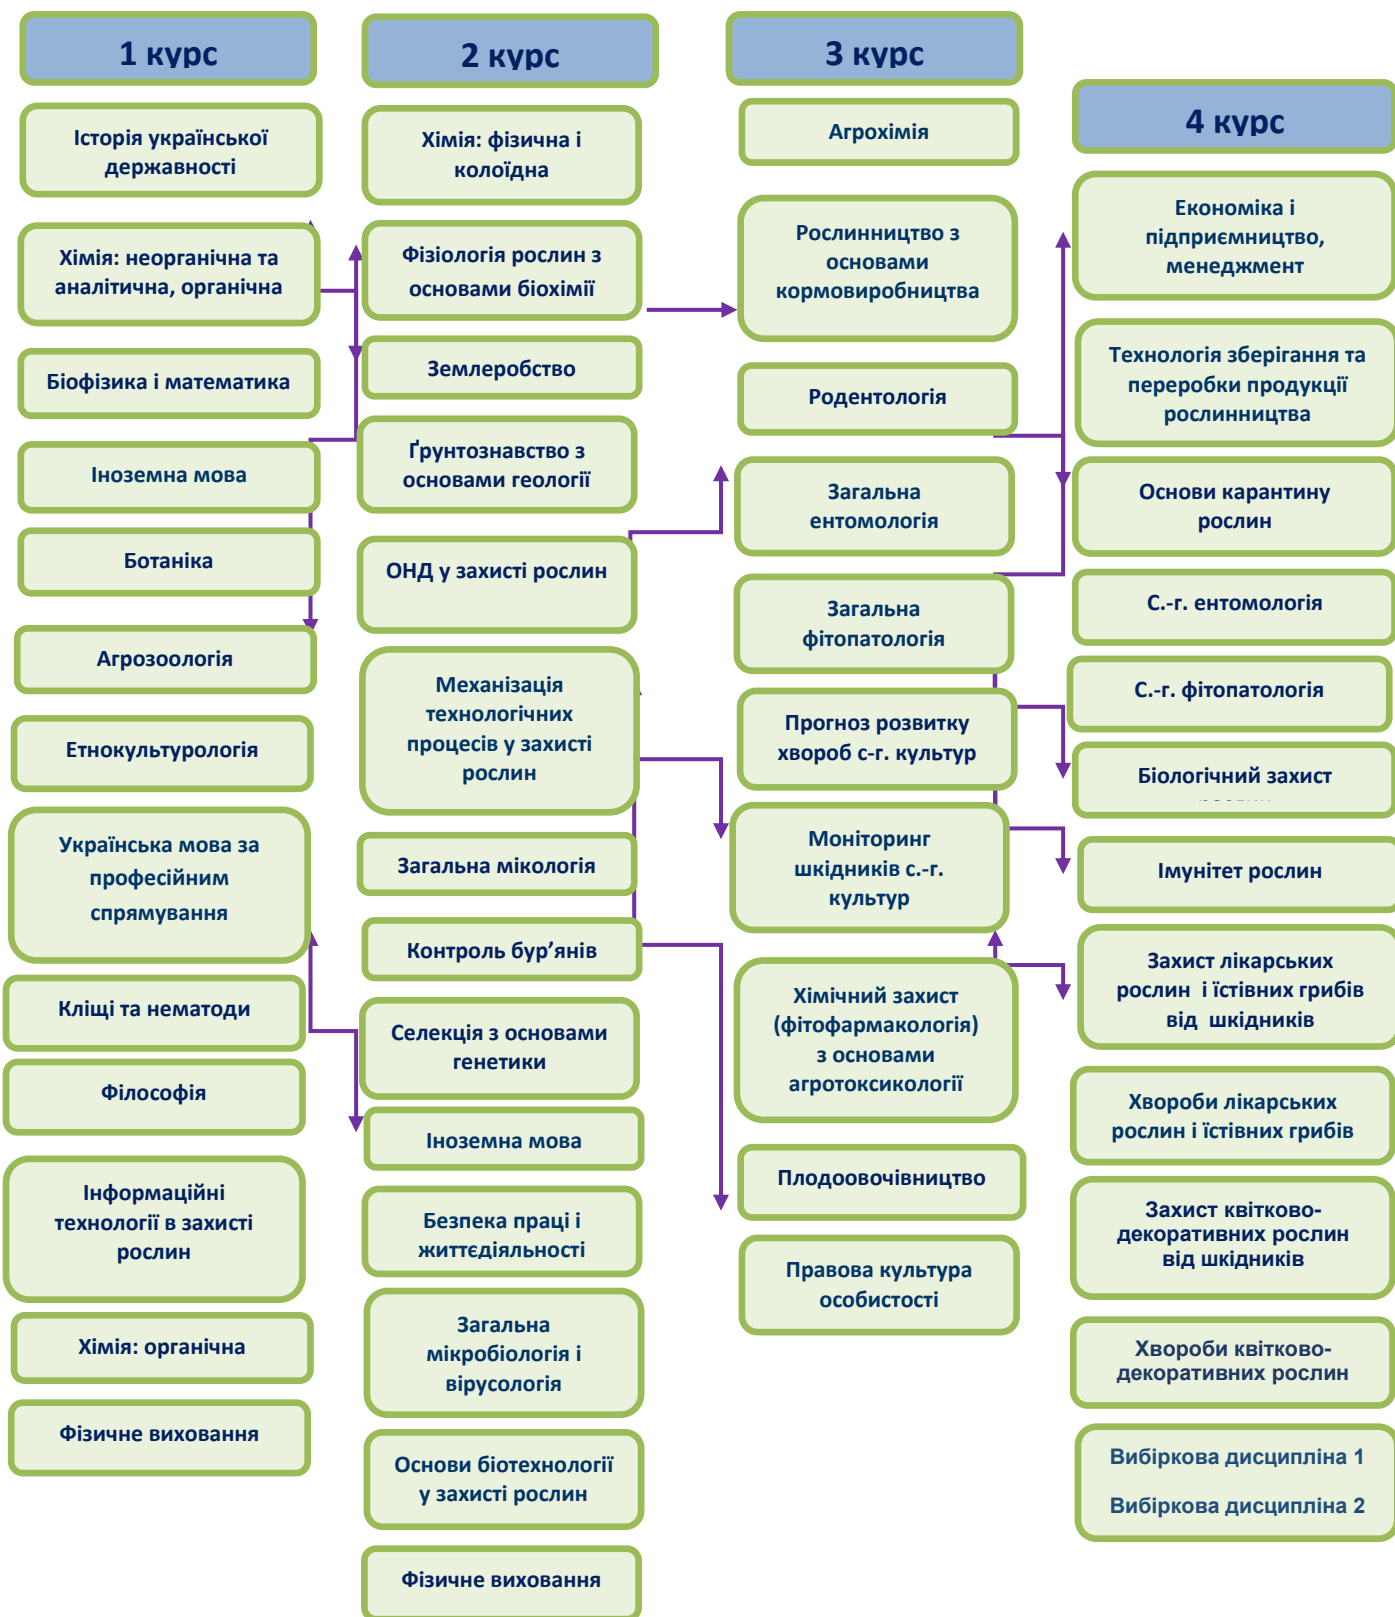 1 курс
Історія української
державності
Хімія: неорганічна та
аналітична, органічна
Біофізика і математика
Іноземна мова
Ботаніка
Агрозоологія
Етнокультурологія
Українська мова за
професійним
спрямування
Кліщі та нематоди
Філософія
Інформаційні
технології в захисті
рослин
Хімія: органічна
Фізичне виховання
2 курс
Хімія: фізична і
колоїдна
Фізіологія рослин з
основами біохімії
Землеробство
Ґрунтознавство з
основами геології
ОНД у захисті рослин
Механізація
технологічних
процесів у захисті
рослин
Загальна мікологія
Контроль бур’янів
Селекція з основами
генетики
Іноземна мова
Безпека праці і
життєдіяльності
Загальна
мікробіологія і
вірусологія
Основи біотехнології
у захисті рослин
Фізичне виховання
3 курс
Агрохімія
Рослинництво з
основами
кормовиробництва
Родентологія
Загальна
ентомологія
Загальна
фітопатологія
Прогноз розвитку
хвороб с-г. культур
Моніторинг
шкідників с.-г.
культур
Хімічний захист
(фітофармакологія)
з основами
агротоксикології
Плодоовочівництво
Правова культура
особистості
4 курс
Економіка і
підприємництво,
менеджмент
Технологія зберігання та
переробки продукції
рослинництва
Основи карантину
рослин
С.-г. ентомологія
С.-г. фітопатологія
Біологічний захист
Імунітет рослин
Захист лікарських
рослин і їстівних грибів
від шкідників
Хвороби лікарських
рослин і їстівних грибів
Захист квітково-
декоративних рослин
від шкідників
Хвороби квітково-
декоративних рослин
Вибіркова дисципліна 1
Вибіркова дисципліна 2